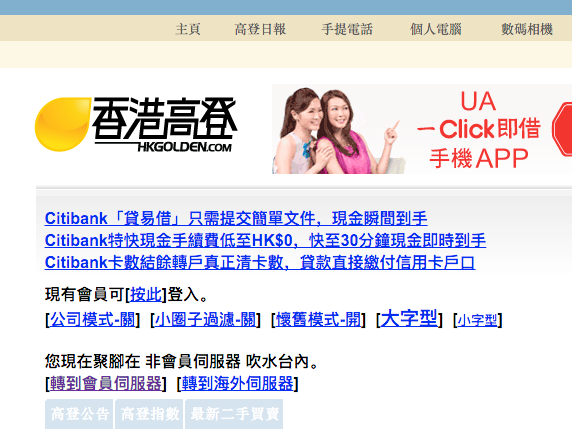 主頁 高登日報 手提電話 個人電腦 數碼相機
香港高登
HKGOLDEN.COM
UA
一Click即借
手機APP
Citibank「貸易借」只需提交簡單文件，現金瞬間到手
Citibank特快現金手續費低至HK$0，快至30分鐘現金即時到手
Citibank卡數結餘轉戶真正清卡數，貸款直接繳付信用卡戶口
現有會員可[按此]登入。
[公司模式-關] [小圈子過濾-關] [懷舊模式-開] [大字型] [小字型]
您現在聚腳在 非會員伺服器 吹水台內。
[轉到會員伺服器] [轉到海外伺服器]
高登公告 高登指數 最新二手買賣